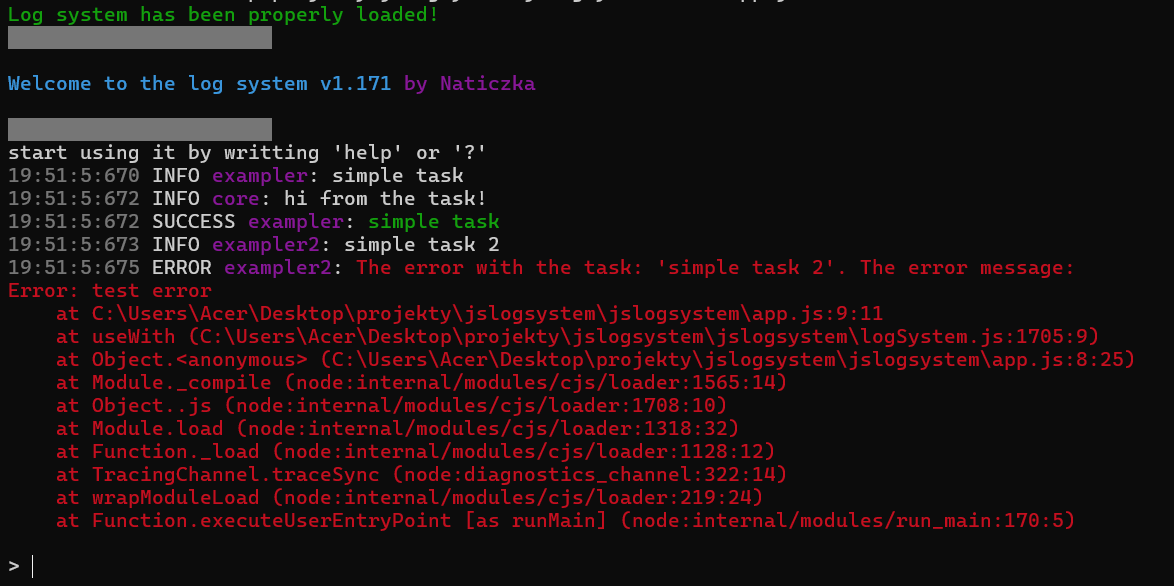 Log system has been properly loaded!
Welcome to the log system v1.171 by Naticzka
start using it by writting 'help' or '?'
19:51:5:670 INFO exampler: simple task
19:51:5:672 INFO core: hi from the task!
19:51:5:672 SUCCESS exampler: simple task
19:51:5:673 INFO exampler2: simple task 2
19:51:5:675 ERROR exampler2: The error with the task: 'simple task 2'. The error message:
Error: test error
    at C:\Users\Acer\Desktop\projekty\jslogsystem\jslogsystem\app.js:9:11
    at useWith (C:\Users\Acer\Desktop\projekty\jslogsystem\jslogsystem\logSystem.js:1705:9)
    at Object.<anonymous> (C:\Users\Acer\Desktop\projekty\jslogsystem\jslogsystem\app.js:8:25)
    at Module._compile (node:internal/modules/cjs/loader:1565:14)
    at Object..js (node:internal/modules/cjs/loader:1708:10)
    at Module.load (node:internal/modules/cjs/loader:1318:32)
    at Function._load (node:internal/modules/cjs/loader:1128:12)
    at TracingChannel.traceSync (node:diagnostics_channel:322:14)
    at wrapModuleLoad (node:internal/modules/cjs/loader:219:24)
    at Function.executeUserEntryPoint [as runMain] (node:internal/modules/run_main:170:5)
>